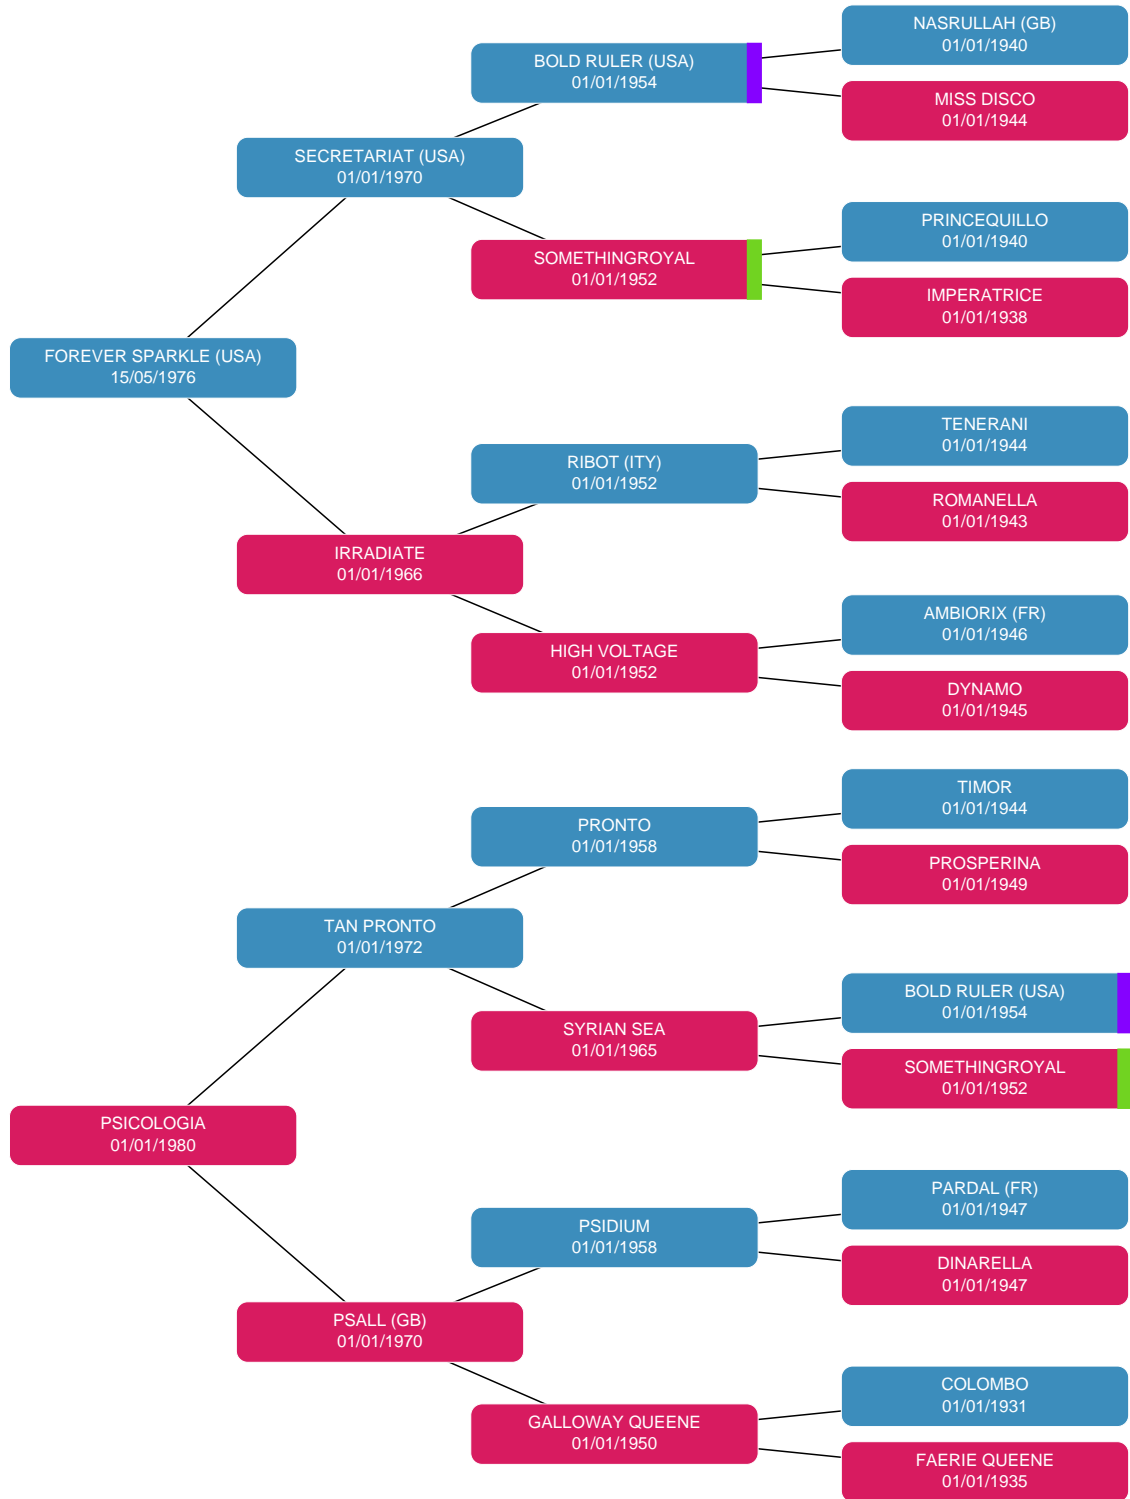 NASRULLAH (GB)
01/01/1940
BOLD RULER (USA)
01/01/1954
MISS DISCO
01/01/1944
SECRETARIAT (USA)
01/01/1970
PRINCEQUILLO
01/01/1940
SOMETHINGROYAL
01/01/1952
IMPERATRICE
01/01/1938
FOREVER SPARKLE (USA)
15/05/1976
TENERANI
01/01/1944
RIBOT (ITY)
01/01/1952
ROMANELLA
01/01/1943
IRRADIATE
01/01/1966
AMBIORIX (FR)
01/01/1946
HIGH VOLTAGE
01/01/1952
DYNAMO
01/01/1945
TIMOR
01/01/1944
PRONTO
01/01/1958
PROSPERINA
01/01/1949
TAN PRONTO
01/01/1972
BOLD RULER (USA)
01/01/1954
SYRIAN SEA
01/01/1965
SOMETHINGROYAL
01/01/1952
PSICOLOGIA
01/01/1980
PARDAL (FR)
01/01/1947
PSIDIUM
01/01/1958
DINARELLA
01/01/1947
PSALL (GB)
01/01/1970
COLOMBO
01/01/1931
GALLOWAY QUEENE
01/01/1950
FAERIE QUEENE
01/01/1935